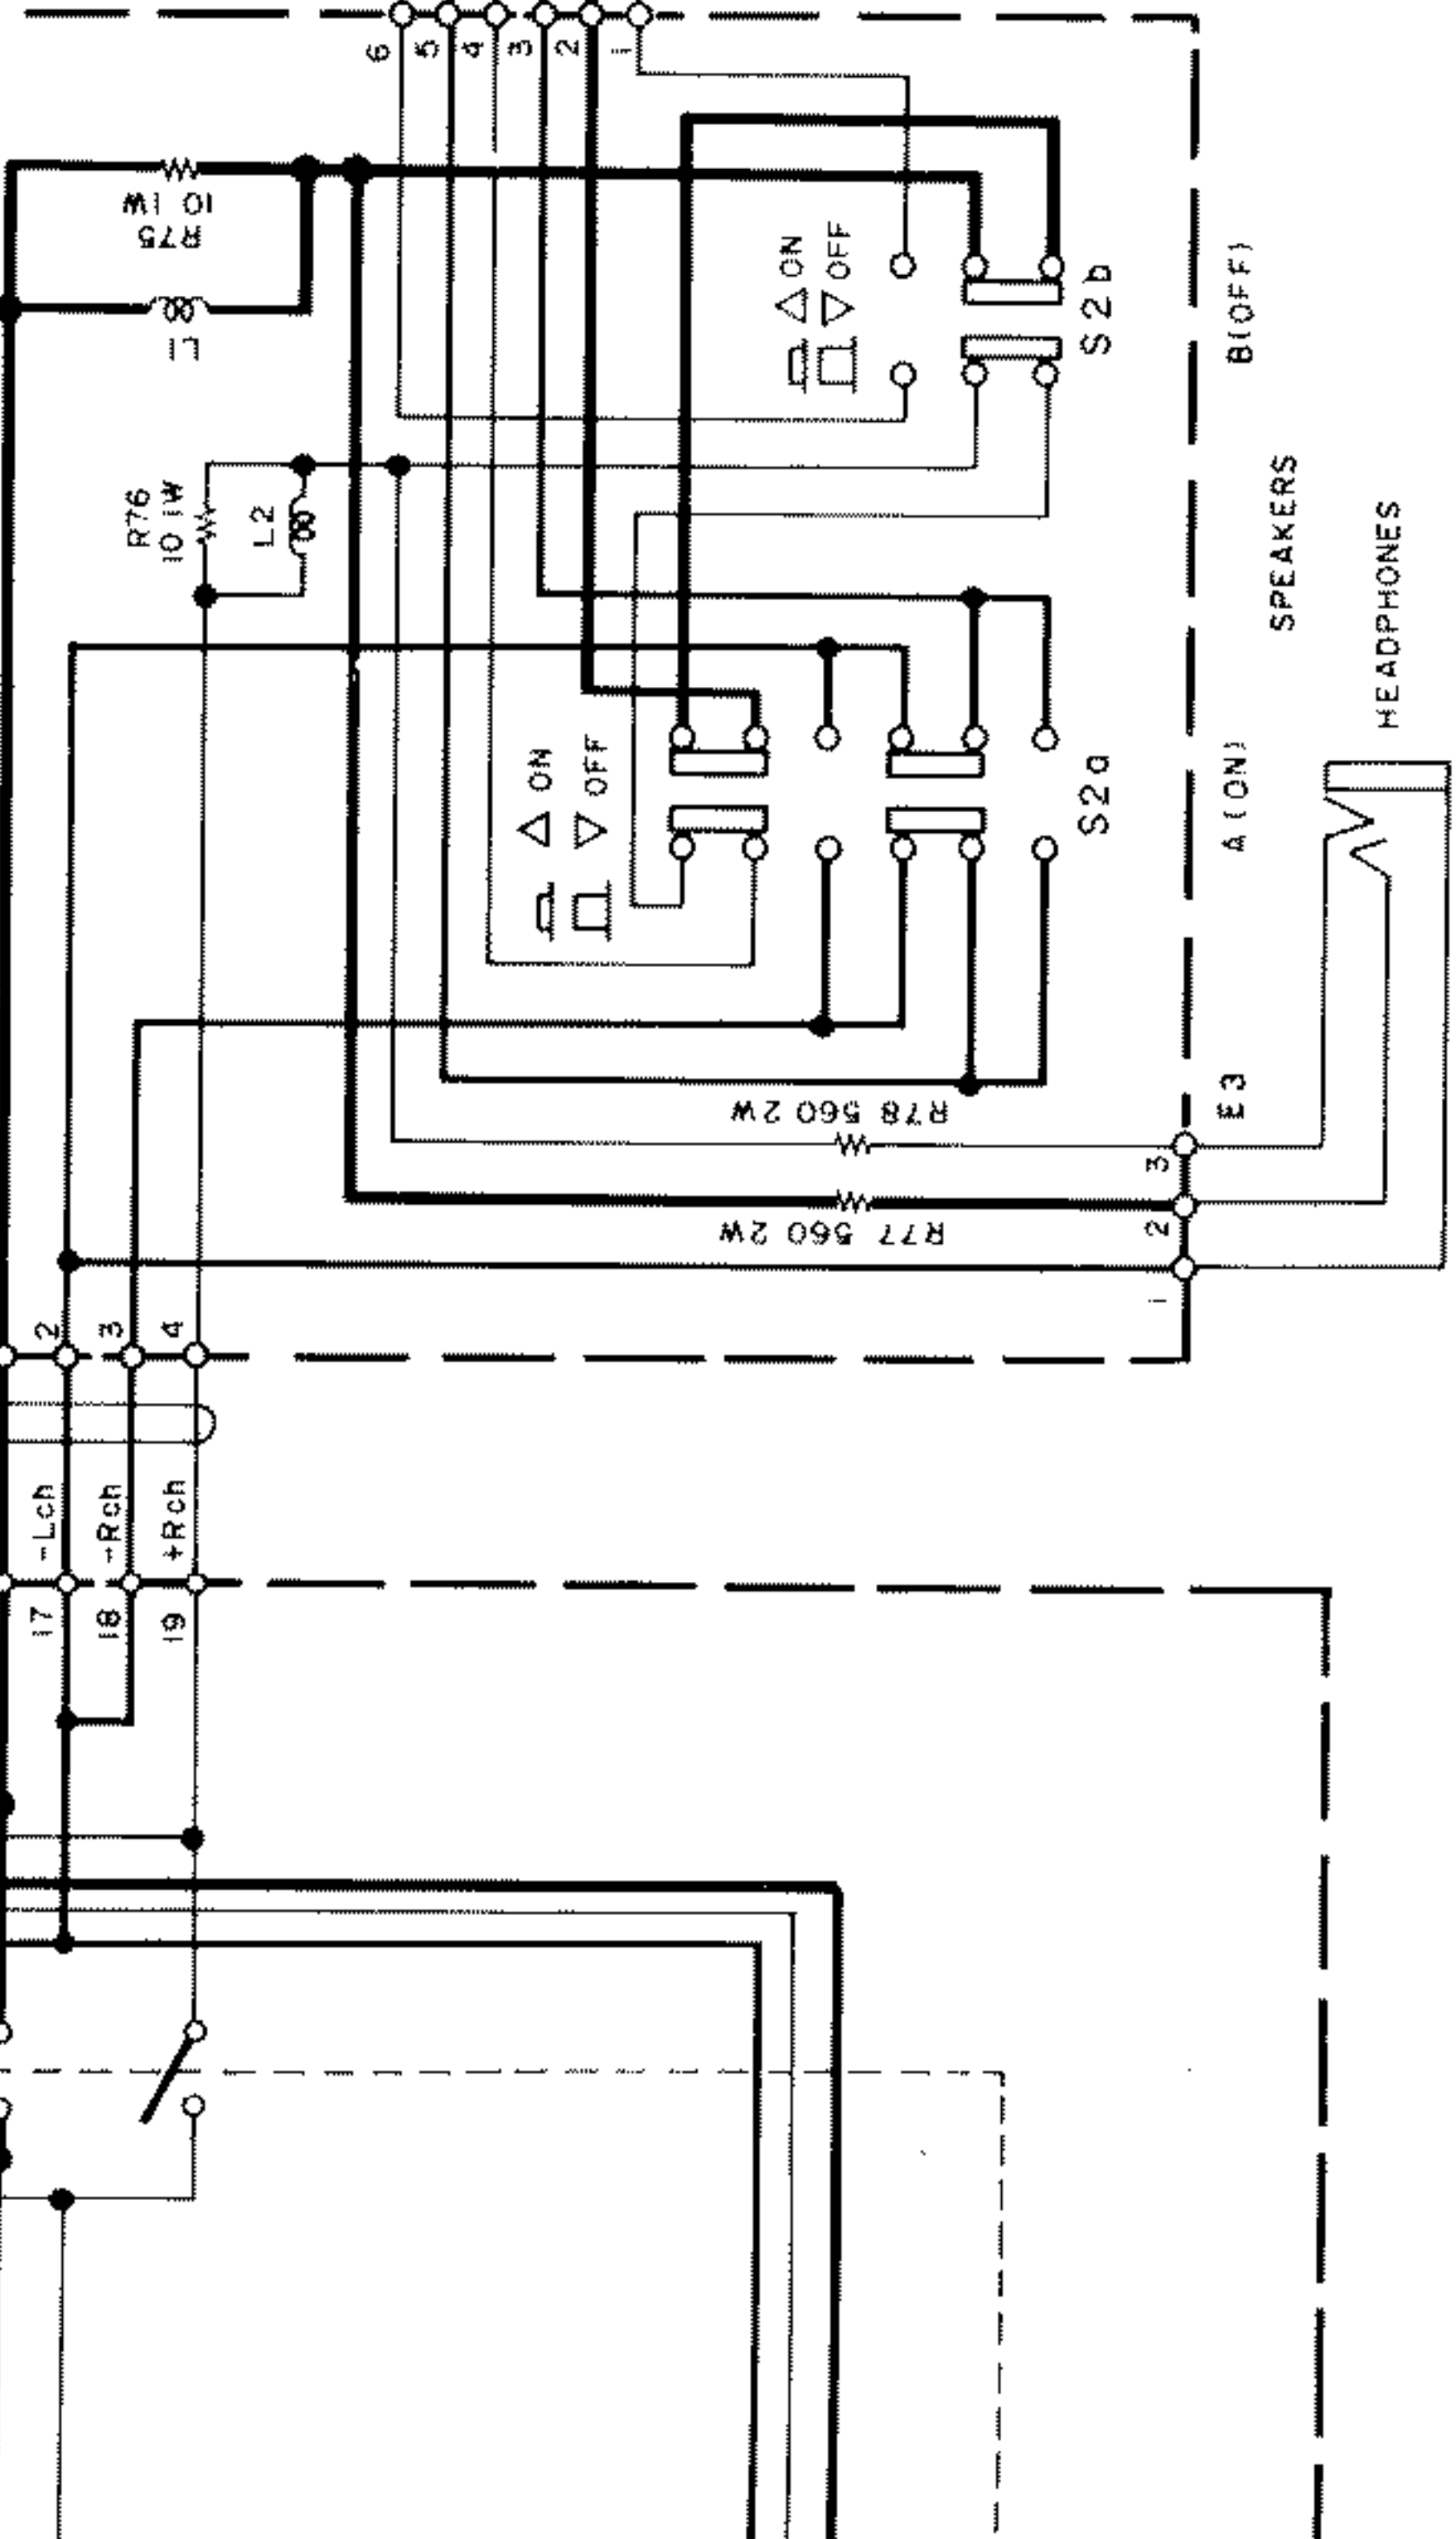 6
5
4
3
2
1
R75
10 1W
L1
R76
10 1W
L2
ON
OFF
S2b
B(OFF)
SPEAKERS
HEADPHONES
ON
OFF
S2a
A(ON)
R78 560 2W
E3
3
R77 560 2W
2
1
2
3
4
-Lch
-Rch
+Rch
17
18
19